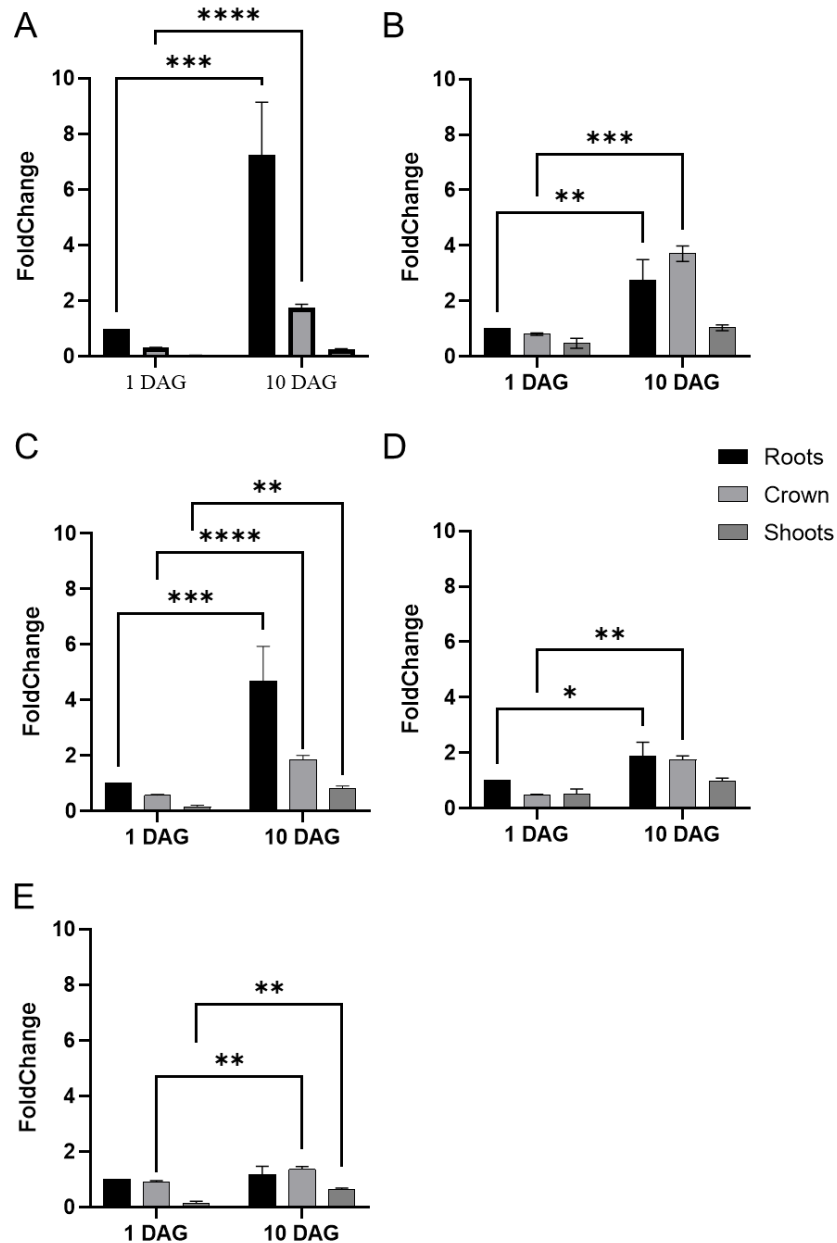 A
****
***
10
8
6
4
2
0
FoldChange
1 DAG
10 DAG
B
***
**
10
8
6
4
2
0
FoldChange
1 DAG
10 DAG
C
**
****
***
10
8
6
4
2
0
FoldChange
1 DAG
10 DAG
D
Roots
Crown
Shoots
**
*
10
8
6
4
2
0
FoldChange
1 DAG
10 DAG
E
**
**
10
8
6
4
2
0
FoldChange
1 DAG
10 DAG